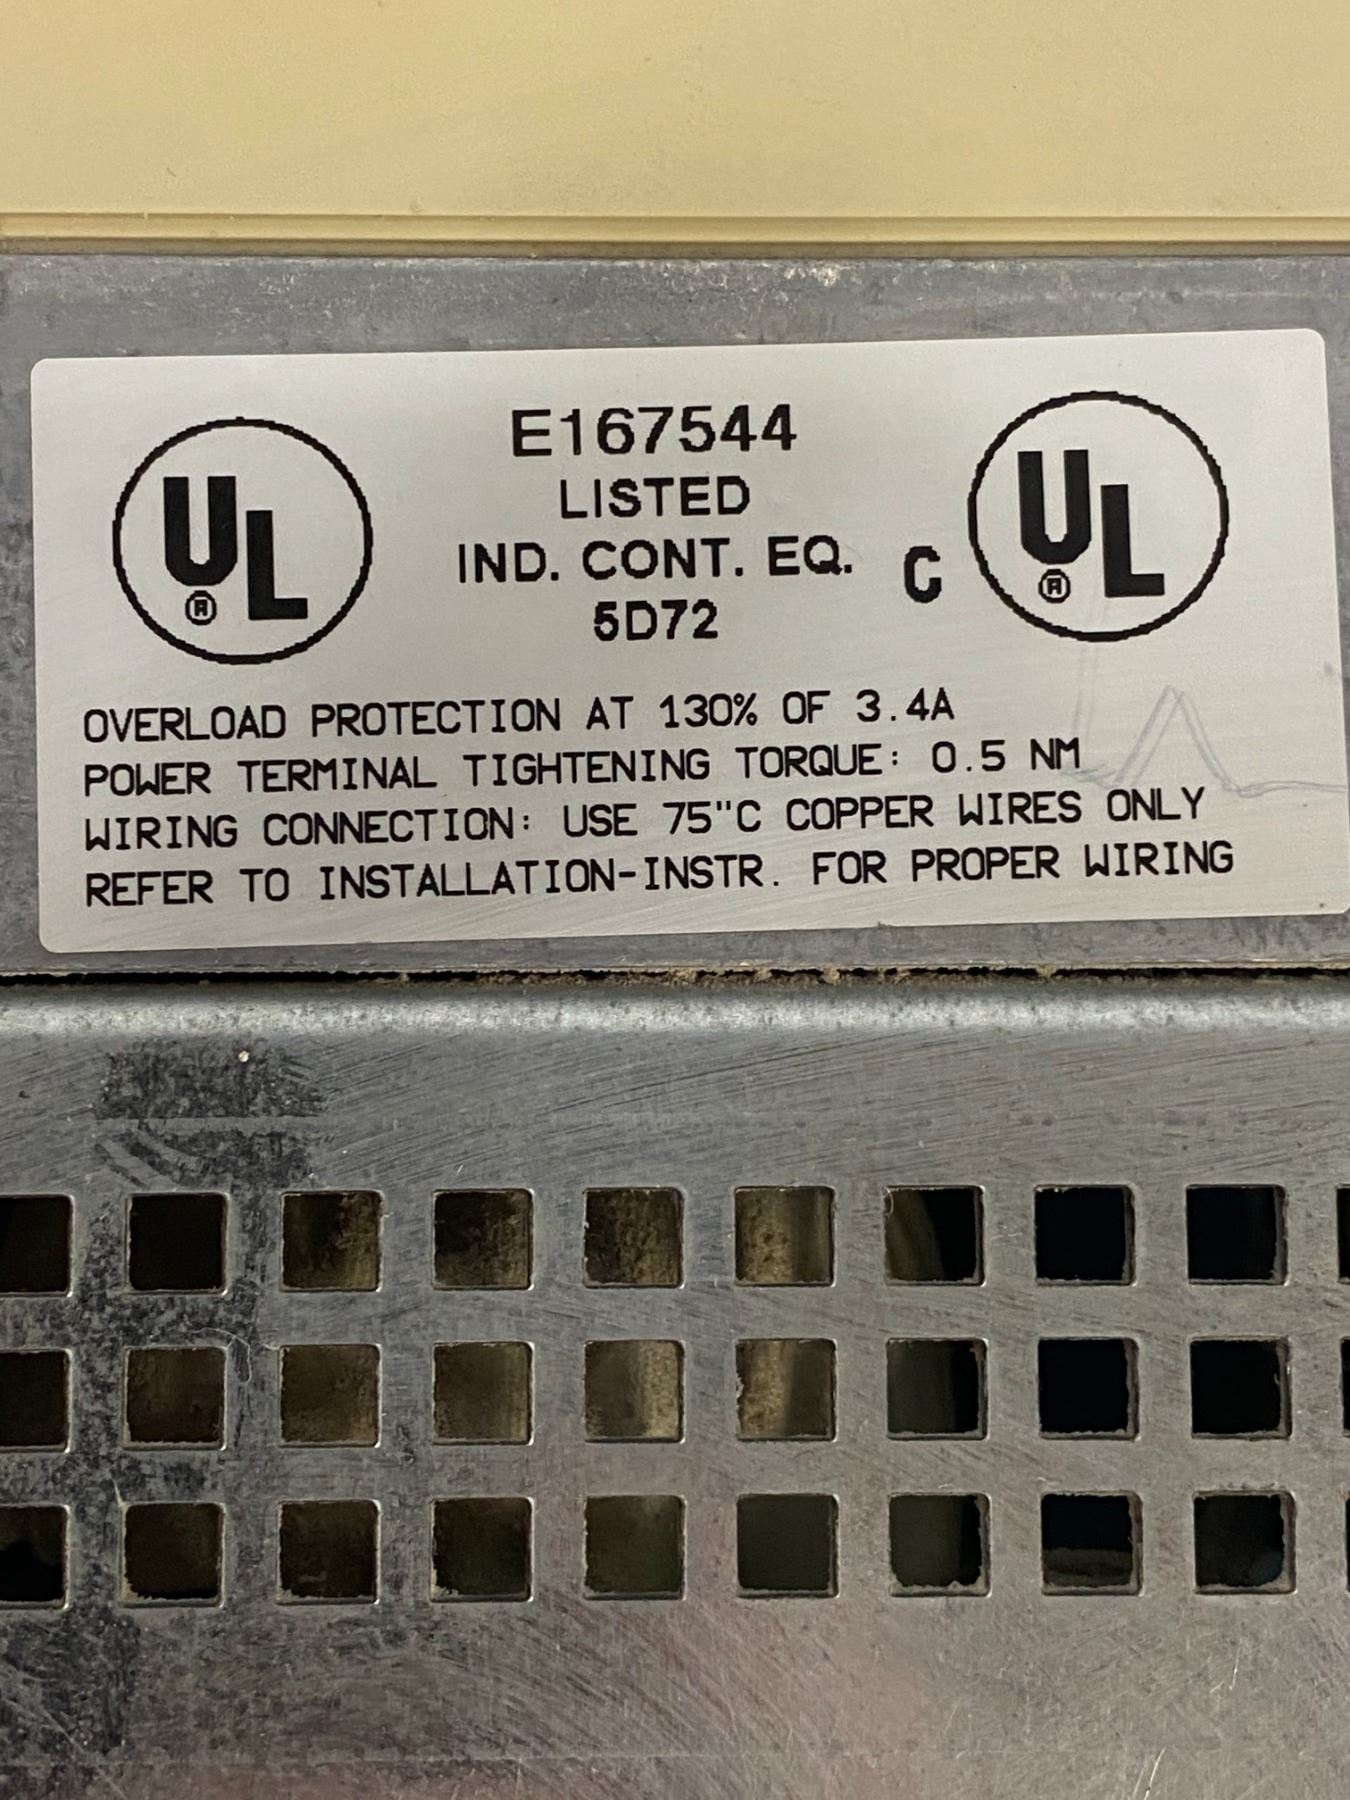 E167544
LISTED
IND. CONT. EQ.
5D72
UL®
C UL®
OVERLOAD PROTECTION AT 130% OF 3.4A
POWER TERMINAL TIGHTENING TORQUE: 0.5 NM
WIRING CONNECTION: USE 75"C COPPER WIRES ONLY
REFER TO INSTALLATION-INSTR. FOR PROPER WIRING